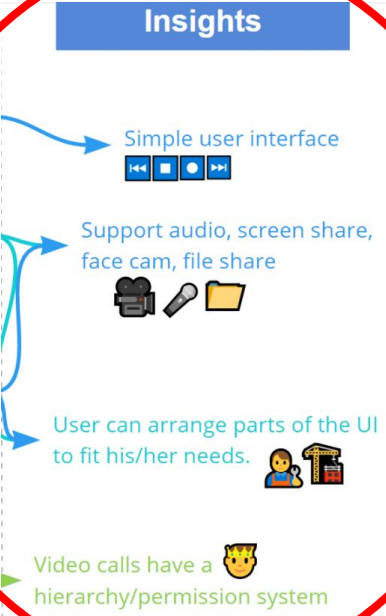 Insights
Simple user interface
Support audio, screen share,
face cam, file share
User can arrange parts of the UI
to fit his/her needs.
Video calls have a
hierarchy/permission system